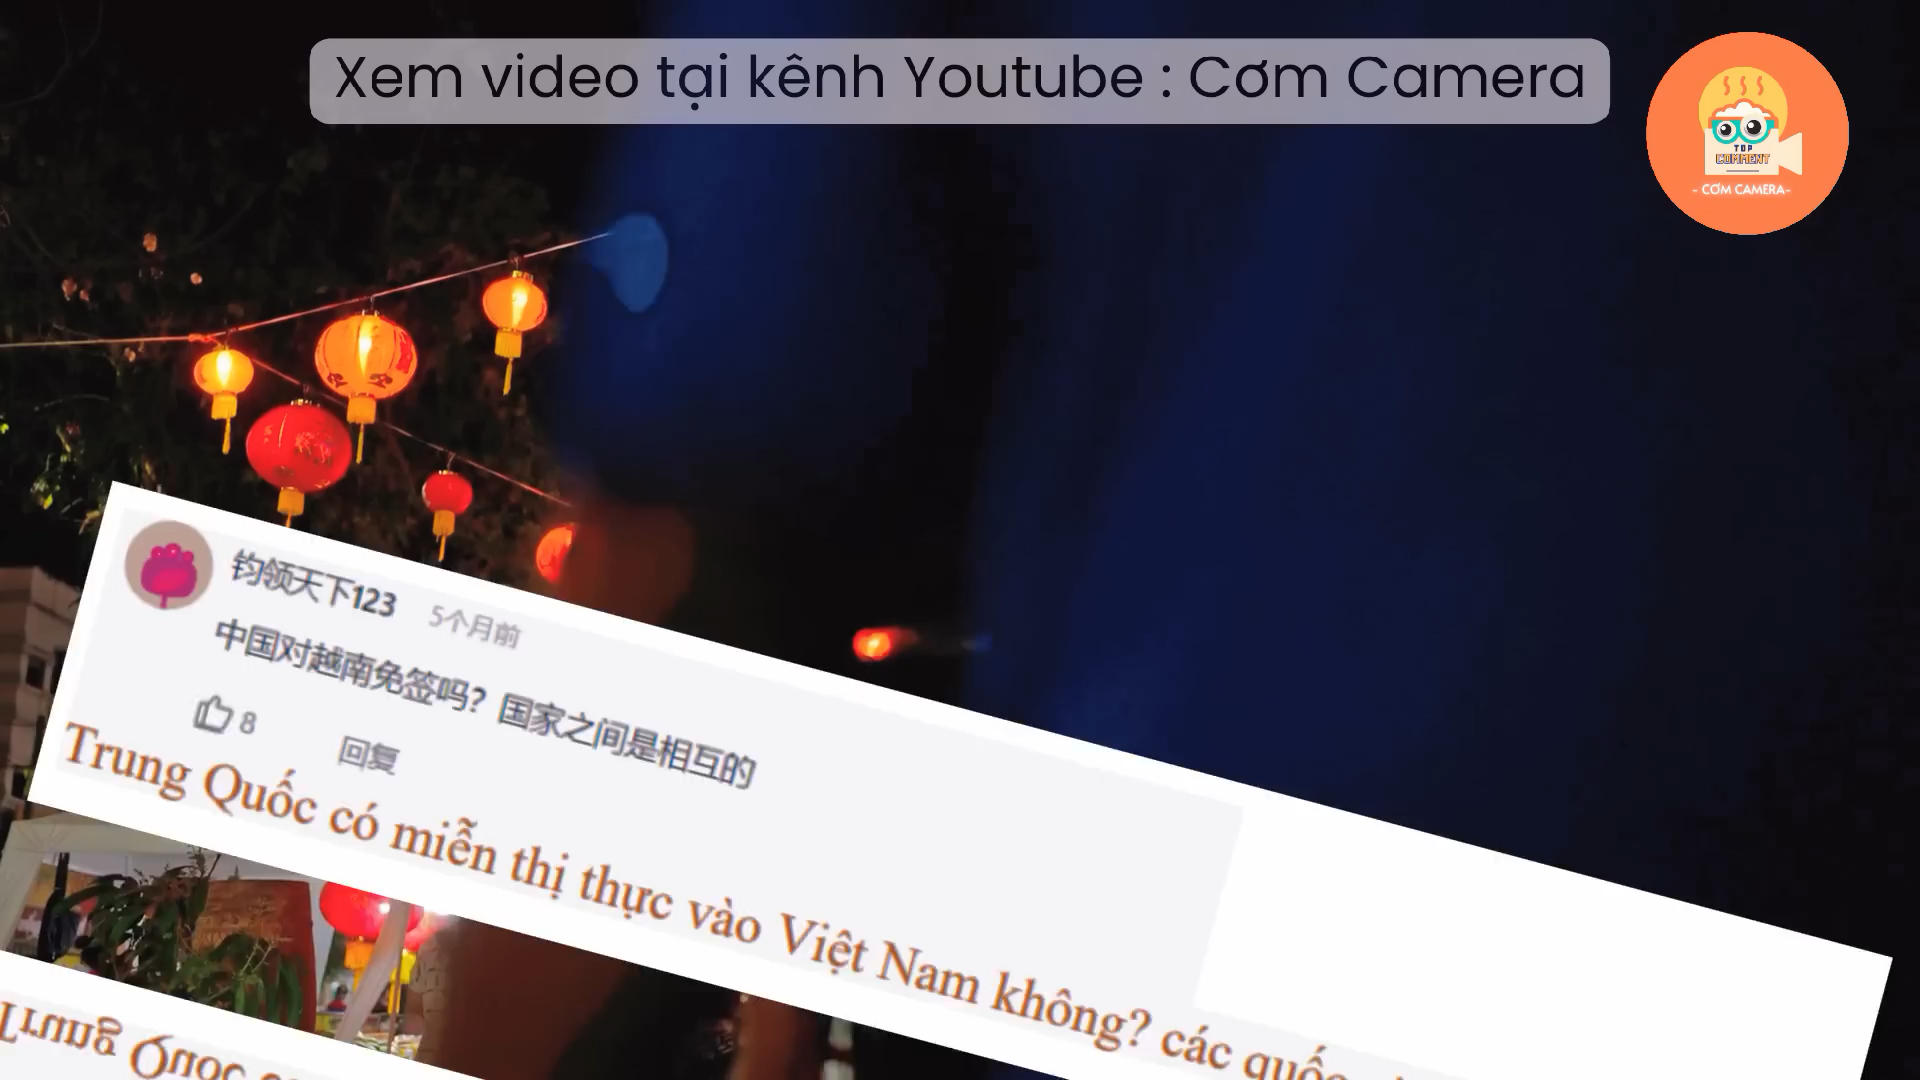 Xem video tại kênh Youtube : Cơm Camera
TOP
COMMENT
- CƠM CAMERA-
钧领天下123 5个月前
中国对越南免签吗？国家之间是相互的
8 回复
Trung Quốc có miễn thị thực vào Việt Nam không? các